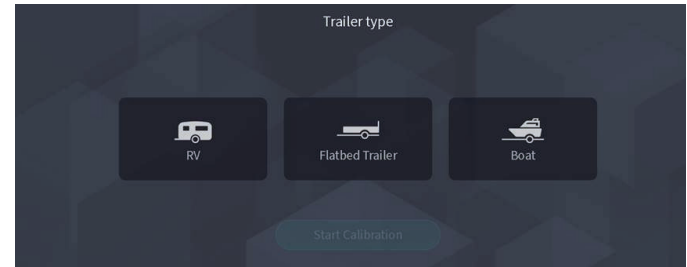 Trailer type
RV
Flatbed Trailer
Boat
Start Calibration